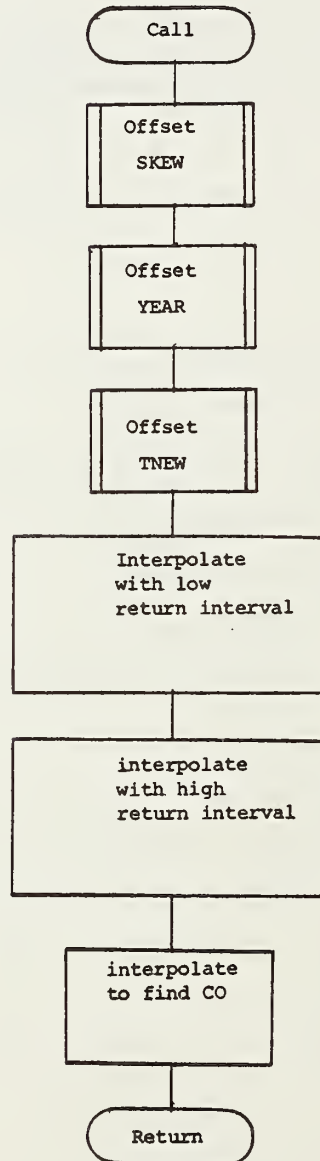 Call
Offset
SKEW
Offset
YEAR
Offset
TNEW
Interpolate
with low
return interval
interpolate
with high
return interval
interpolate
to find CO
Return